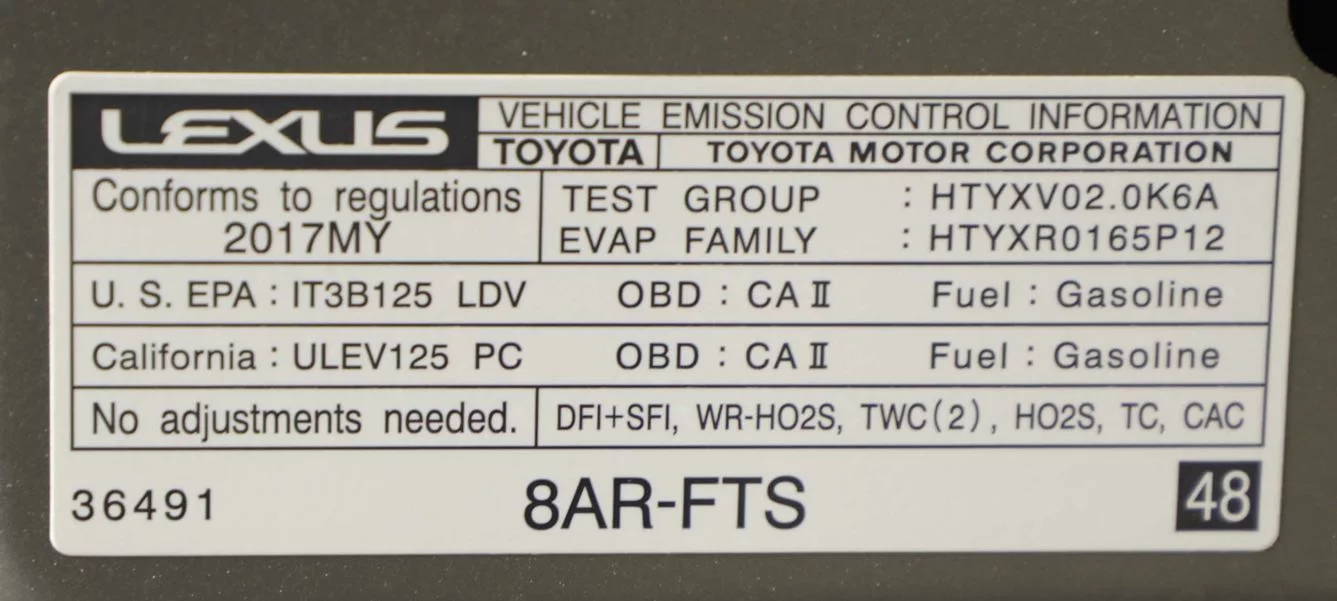 LEXUS VEHICLE EMISSION CONTROL INFORMATION
TOYOTA TOYOTA MOTOR CORPORATION
Conforms to regulations
2017MY
TEST GROUP : HTYXV02.0K6A
EVAP FAMILY : HTYXR0165P12
U. S. EPA : IT3B125 LDV OBD : CA II Fuel : Gasoline
California : ULEV125 PC OBD : CA II Fuel : Gasoline
No adjustments needed. DFI+SFI, WR-HO2S, TWC(2), HO2S, TC, CAC
36491 8AR-FTS 48